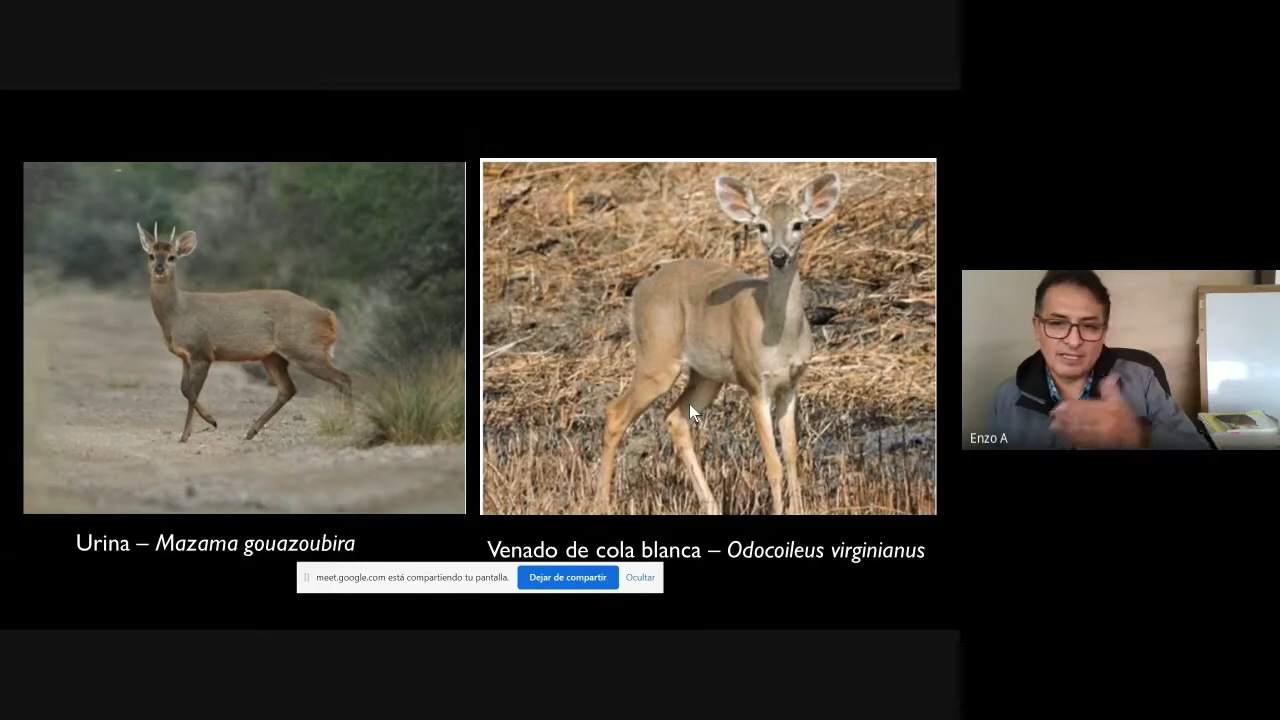 Enzo A
Urina – Mazama gouazoubira
Venado de cola blanca – Odocoileus virginianus
meet.google.com está compartiendo tu pantalla.
Dejar de compartir
Ocultar